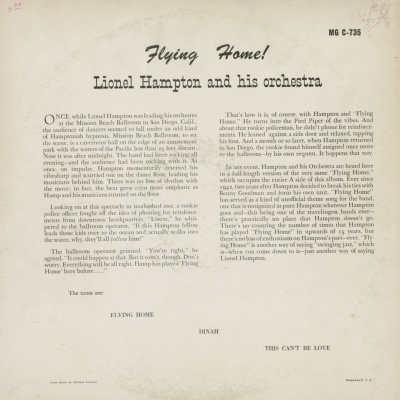 MG C-735
Flying Home!
Lionel Hampton and his orchestra
ONCE, while Lionel Hampton was leading his orchestra
at the Mission Beach Ballroom in San Diego, Calif.,
the audience of dancers seemed to fall under an odd kind
of Hamptonish hypnosis. Mission Beach Ballroom, to set
the scene, is a cavernous hall on the edge of an amusement
park with the waters of the Pacific less than 25 feet distant.
Now it was after midnight. The band had been rocking all
evening—and the audience had been rocking with it. At
once, on impulse, Hampton momentarily deserted his
vibeharp and strutted out on the dance floor, leading his
musicians behind him. There was no loss of rhythm with
the move; in fact, the beat grew even more emphatic as
Hamp and his musicians strutted on the floor.
Looking on at this spectacle in unabashed awe, a rookie
police officer fought off the idea of phoning for reinforce-
ments from downtown headquarters. "Listen," he whis-
pered to the ballroom operator. "If this Hampton fellow
leads those kids over to the ocean and actually walks into
the water, why, they'll all follow him!"
The ballroom operator grinned. "You're right," he
agreed. "It could happen at that. But it won't, though. Don't
worry. Everything will be all right. Hamp has played 'Flying
Home' here before. . . ."
That's how it is, of course, with Hampton and "Flying
Home." He turns into the Pied Piper of the vibes. And
about that rookie policeman, he didn't phone for reinforce-
ments. He leaned against a side door and relaxed, tapping
his foot. And a month or so later, when Hampton returned
to San Diego, the rookie found himself assigned once more
to the ballroom—by his own request. It happens that way.
In any event, Hampton and his Orchestra are heard here
in a full-length version of the very same "Flying Home."
which occupies the entire A side of this album. Ever since
1942, two years after Hampton decided to break his ties with
Benny Goodman and form his own unit, "Flying Home"
has served as a kind of unofficial theme song for the band,
one that is recognized as pure Hampton wherever Hampton
goes and—this being one of the travelingest bands ever—
there's practically no place that Hampton doesn't go.
There's no counting the number of times that Hampton
has played "Flying Home" in upwards of 15 years, but
there's no loss of enthusiasm on Hampton's part—ever. "Fly
ing Home" is another way of saying "swinging jazz," which
is—when you come down to it—just another way of saying
Lionel Hampton.
The tunes are:
FLYING HOME
DINAH
THIS CAN'T BE LOVE
Printed in U. S. A.